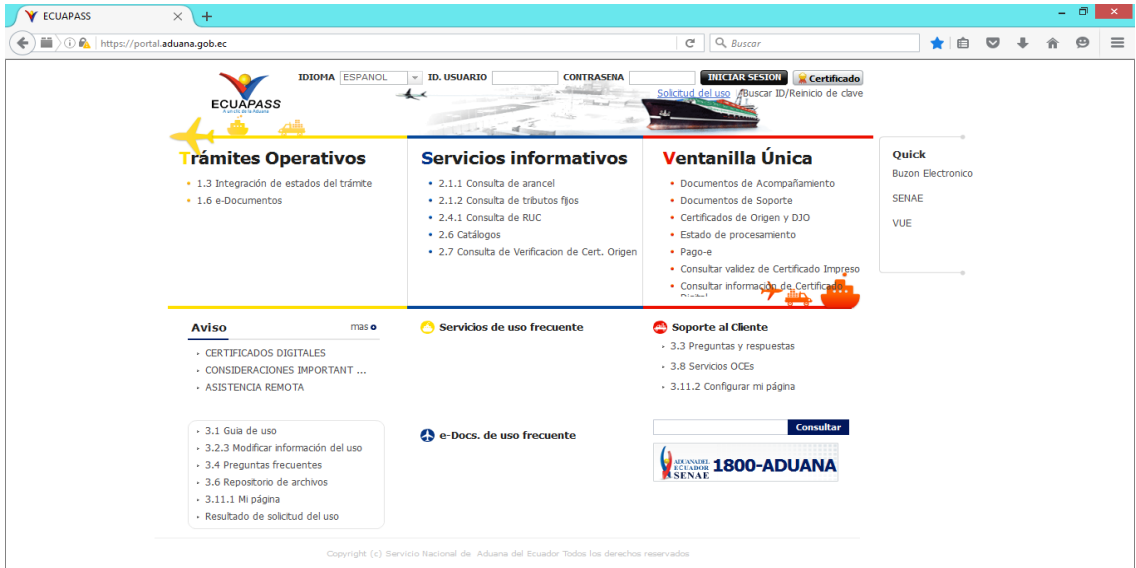 ECUAPASS
https://portal.aduana.gob.ec
Buscar
ECUAPASS
IDIOMA ESPANOL ID. USUARIO CONTRASENA INICIAR SESION Certificado
Solicitud del uso /Buscar ID/Reinicio de clave
Trámites Operativos
1.3 Integración de estados del trámite
1.6 e-Documentos
Servicios informativos
2.1.1 Consulta de arancel
2.1.2 Consulta de tributos fijos
2.4.1 Consulta de RUC
2.6 Catálogos
2.7 Consulta de Verificacion de Cert. Origen
Ventanilla Única
Documentos de Acompañamiento
Documentos de Soporte
Certificados de Origen y DJO
Estado de procesamiento
Pago-e
Consultar validez de Certificado Impreso
Consultar información de Certificado
Quick
Buzon Electronico
SENAE
VUE
Aviso mas
CERTIFICADOS DIGITALES
CONSIDERACIONES IMPORTANT ...
ASISTENCIA REMOTA
Servicios de uso frecuente
Soporte al Cliente
3.3 Preguntas y respuestas
3.8 Servicios OCEs
3.11.2 Configurar mi página
3.1 Guia de uso
3.2.3 Modificar información del uso
3.4 Preguntas frecuentes
3.6 Repositorio de archivos
3.11.1 Mi página
Resultado de solicitud del uso
e-Docs. de uso frecuente
Consultar
ADUANA DEL
ECUADOR
SENAE
1800-ADUANA
Copyright (c) Servicio Nacional de Aduana del Ecuador Todos los derechos reservados